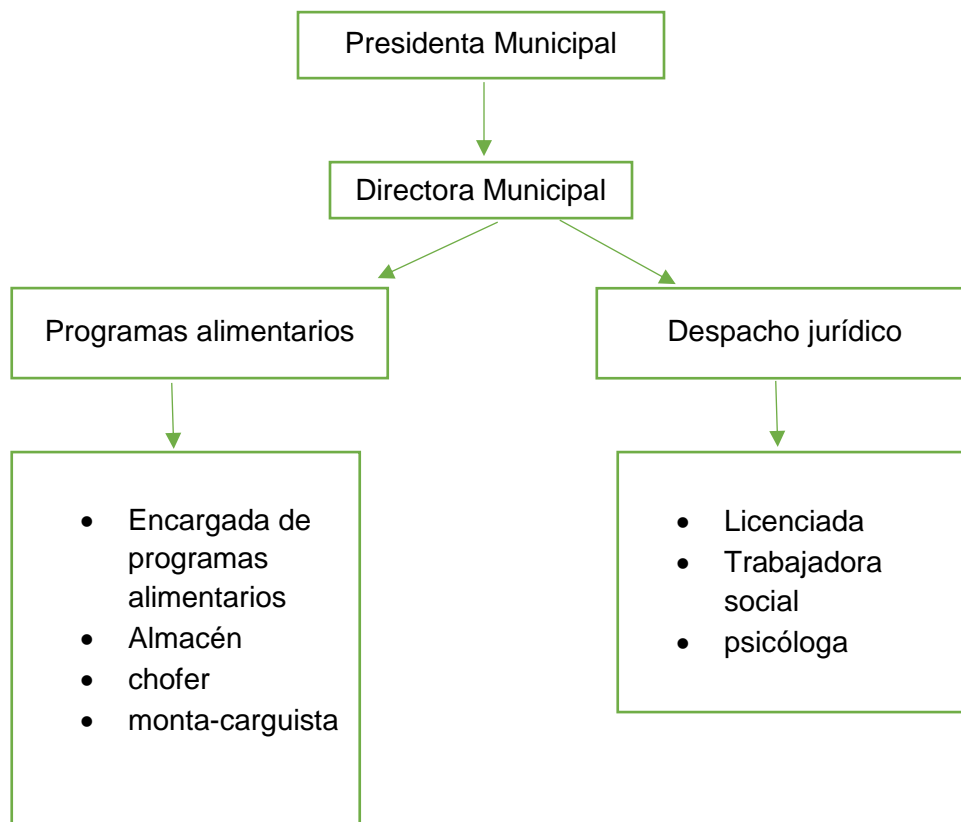 Presidenta Municipal
Directora Municipal
Programas alimentarios
Despacho jurídico
• Encargada de
programas
alimentarios
• Almacén
• chofer
• monta-carguista
• Licenciada
• Trabajadora
social
• psicóloga